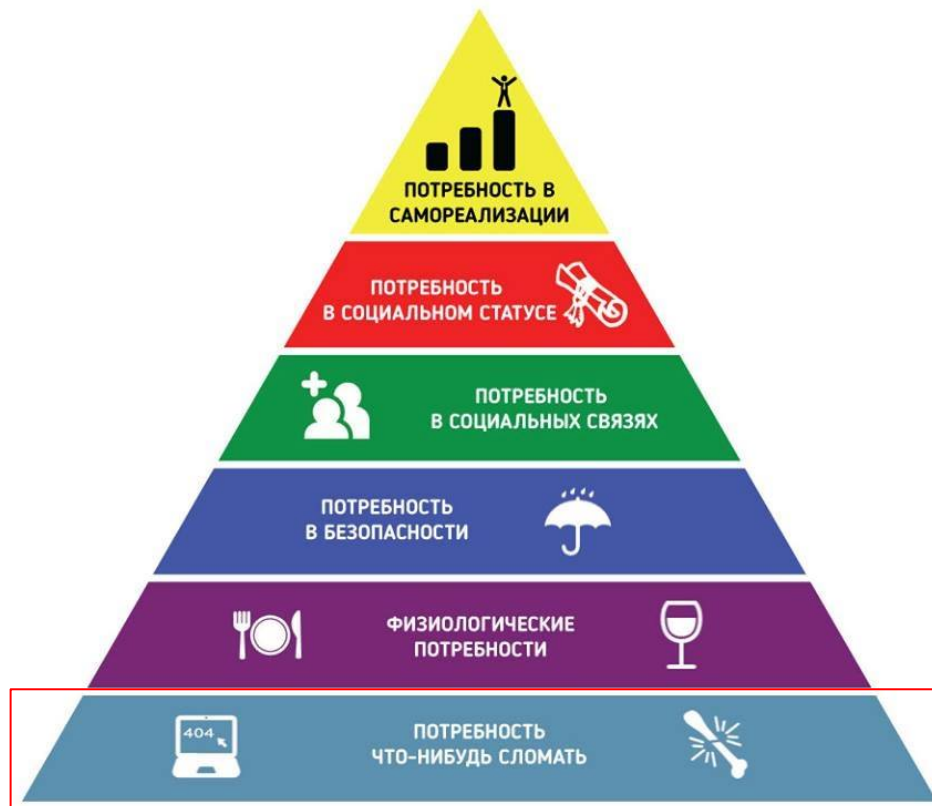 ПОТРЕБНОСТЬ В
САМОРЕАЛИЗАЦИИ
ПОТРЕБНОСТЬ
В СОЦИАЛЬНОМ СТАТУСЕ
ПОТРЕБНОСТЬ
В СОЦИАЛЬНЫХ СВЯЗЯХ
ПОТРЕБНОСТЬ
В БЕЗОПАСНОСТИ
ФИЗИОЛОГИЧЕСКИЕ
ПОТРЕБНОСТИ
404
ПОТРЕБНОСТЬ
ЧТО-НИБУДЬ СЛОМАТЬ